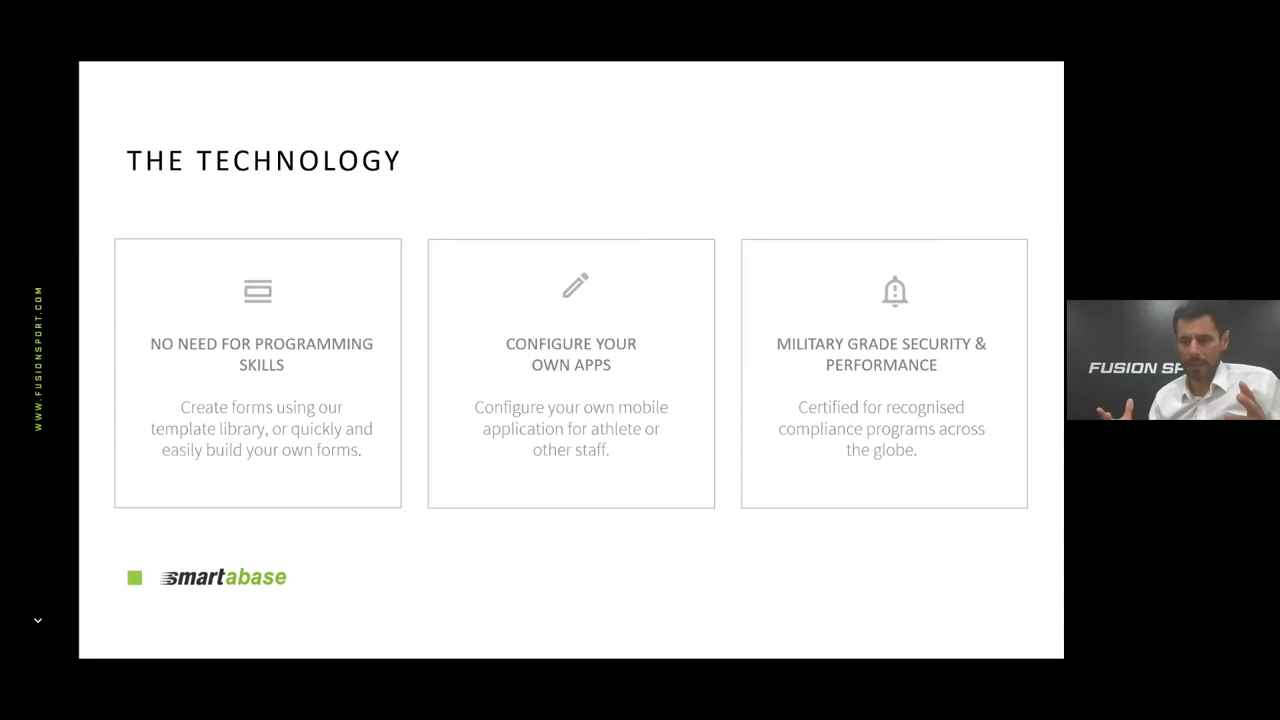 THE TECHNOLOGY
NO NEED FOR PROGRAMMING
SKILLS
Create forms using our
template library, or quickly and
easily build your own forms.
CONFIGURE YOUR
OWN APPS
Configure your own mobile
application for athlete or
other staff.
MILITARY GRADE SECURITY &
PERFORMANCE
Certified for recognised
compliance programs across
the globe.
smartabase
WWW.FUSIONSPORT.COM
FUSION SP